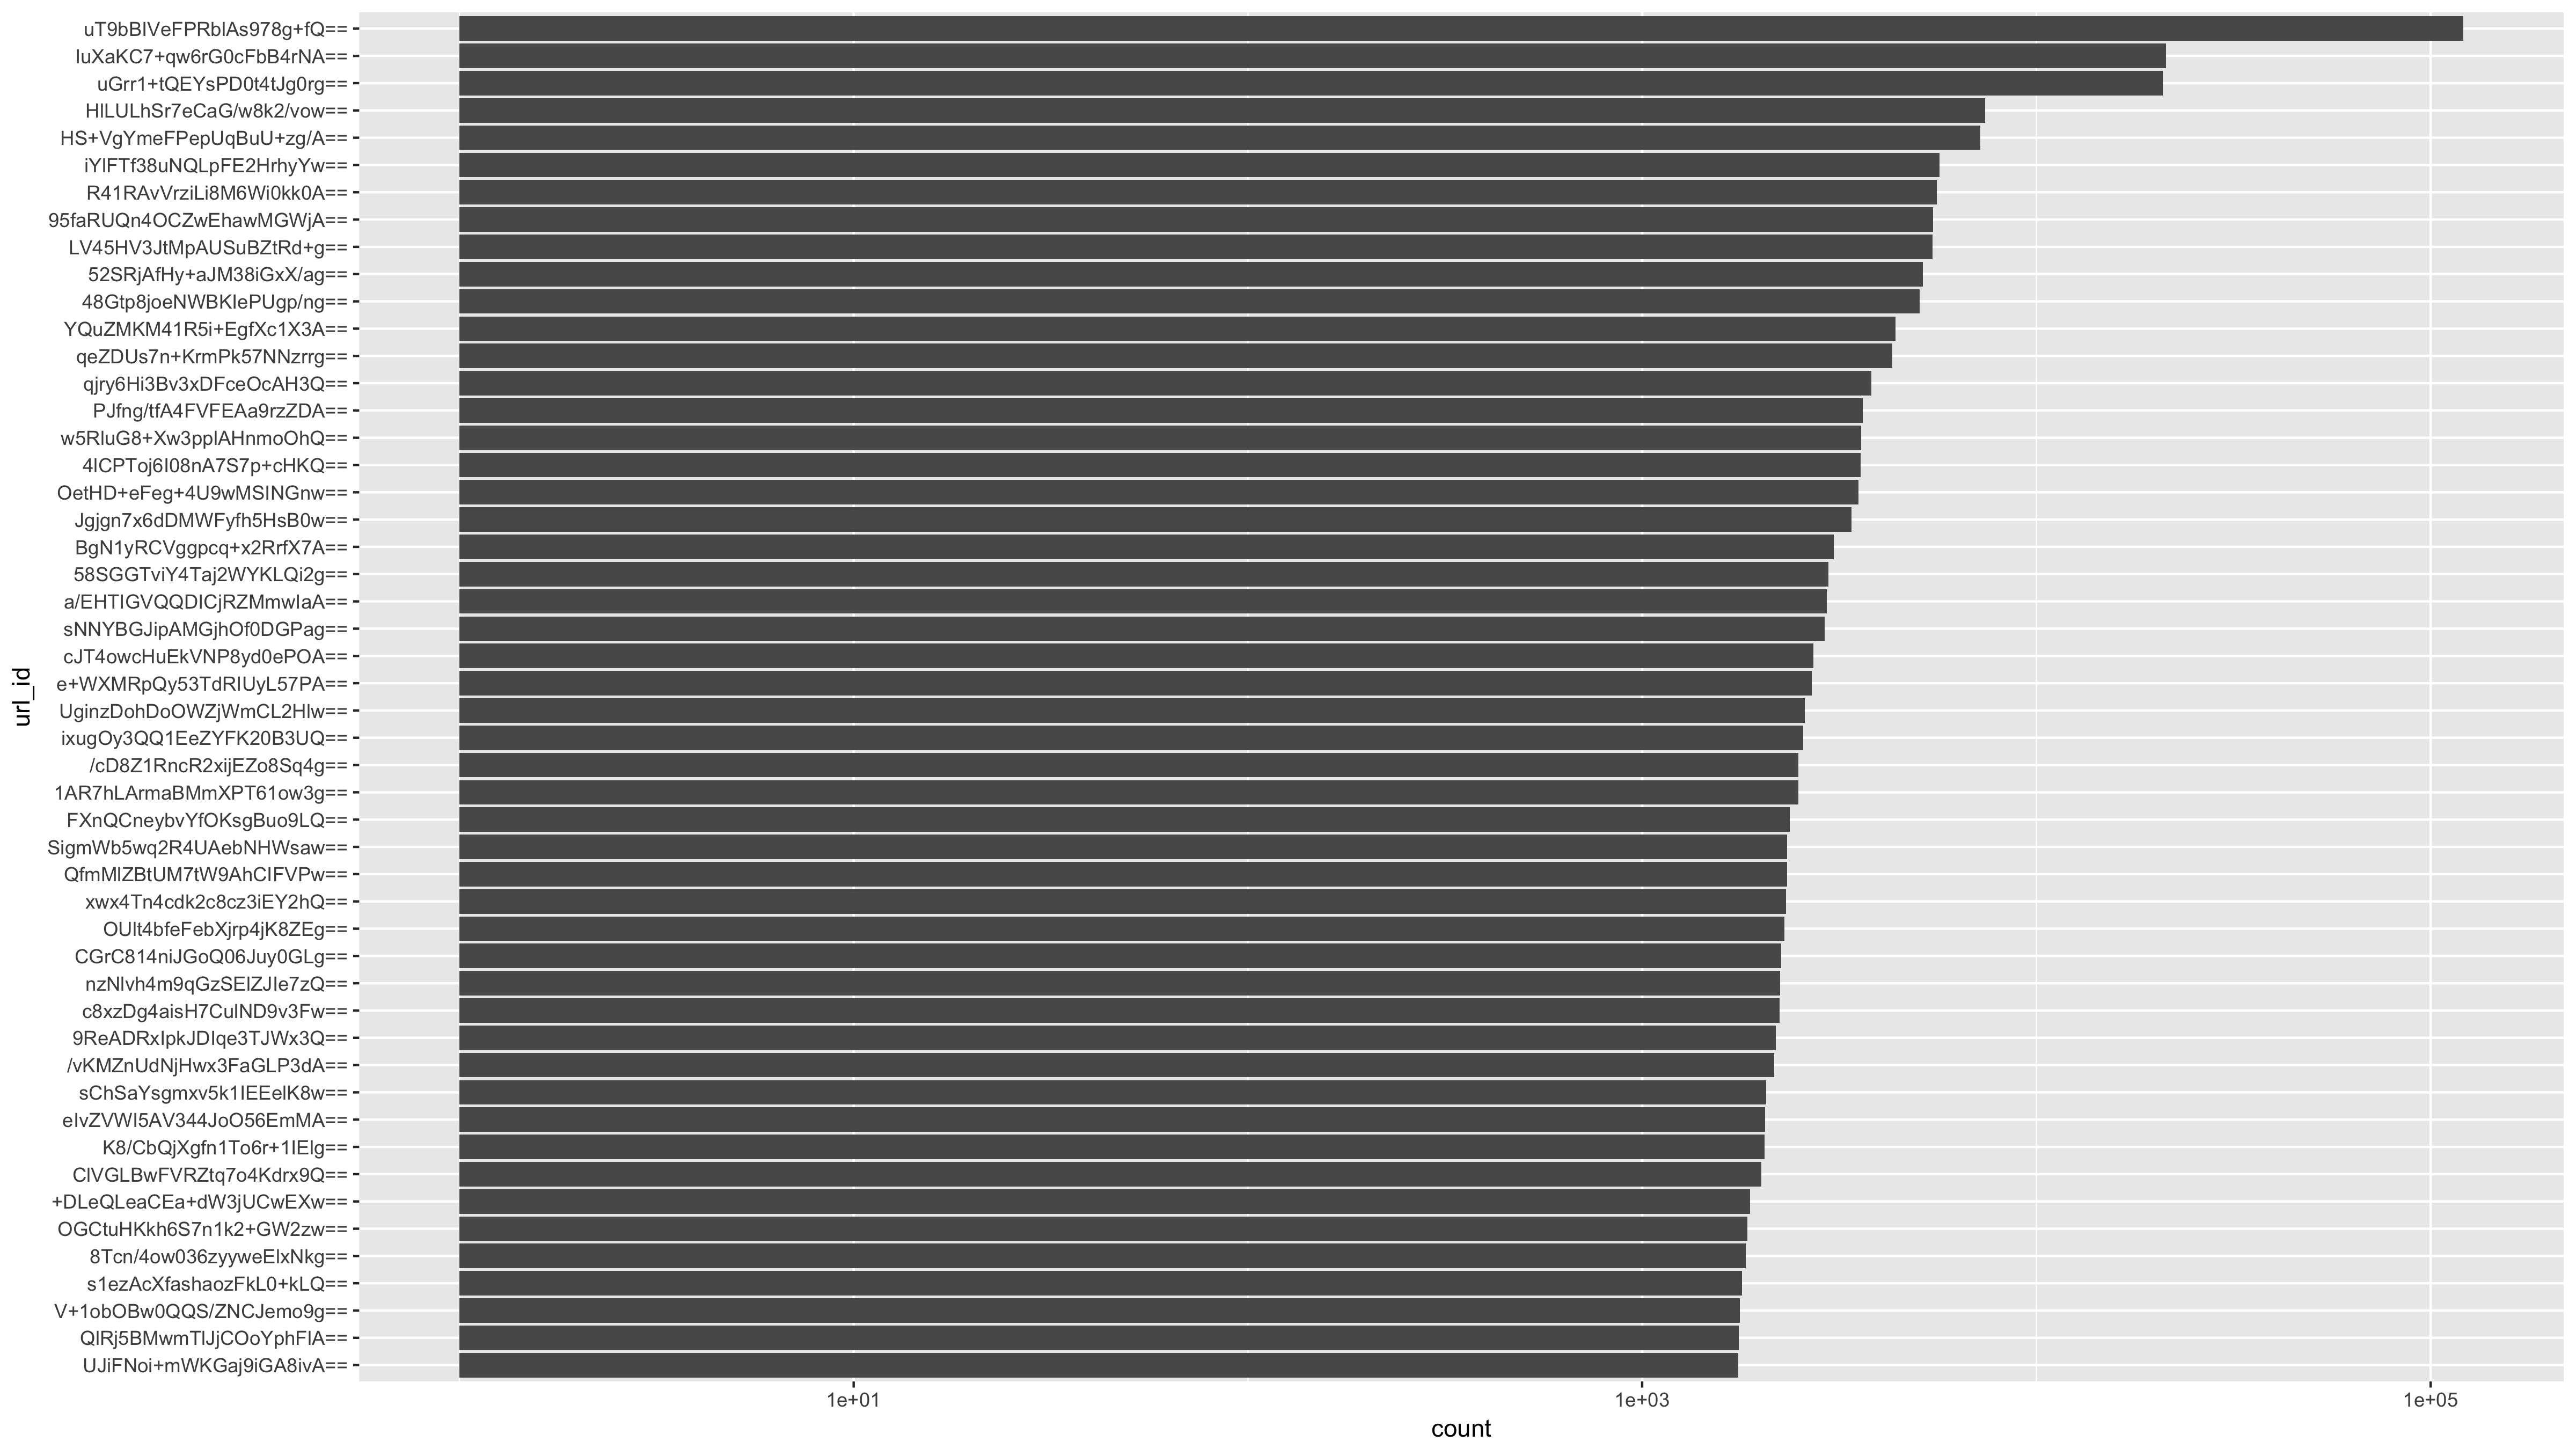 uT9bBIVeFPRblAs978g+fQ==
IuXaKC7+qw6rG0cFbB4rNA==
uGrr1+tQEYsPD0t4tJg0rg==
HlLULhSr7eCaG/w8k2/vow==
HS+VgYmeFPepUqBuU+zg/A==
iYlFTf38uNQLpFE2HrhyYw==
R41RAvVrziLi8M6Wi0kk0A==
95faRUQn4OCZwEhawMGWjA==
LV45HV3JtMpAUSuBZtRd+g==
52SRjAfHy+aJM38iGxX/ag==
48Gtp8joeNWBKIePUgp/ng==
YQuZMKM41R5i+EgfXc1X3A==
qeZDUs7n+KrmPk57NNzrrg==
qjry6Hi3Bv3xDFceOcAH3Q==
PJfng/tfA4FVFEAa9rzZDA==
w5RluG8+Xw3pplAHnmoOhQ==
4ICPToj6I08nA7S7p+cHKQ==
OetHD+eFeg+4U9wMSINGnw==
Jgjgn7x6dDMWFyfh5HsB0w==
BgN1yRCVggpcq+x2RrfX7A==
58SGGTviY4Taj2WYKLQi2g==
a/EHTIGVQQDICjRZMmwIaA==
sNNYBGJipAMGjhOf0DGPag==
cJT4owcHuEkVNP8yd0ePOA==
e+WXMRpQy53TdRIUyL57PA==
UginzDohDoOWZjWmCL2Hlw==
ixugOy3QQ1EeZYFK20B3UQ==
/cD8Z1RncR2xijEZo8Sq4g==
1AR7hLArmaBMmXPT61ow3g==
FXnQCneybvYfOKsgBuo9LQ==
SigmWb5wq2R4UAebNHWsaw==
QfmMlZBtUM7tW9AhCIFVPw==
xwx4Tn4cdk2c8cz3iEY2hQ==
OUlt4bfeFebXjrp4jK8ZEg==
CGrC814niJGoQ06Juy0GLg==
nzNlvh4m9qGzSElZJIe7zQ==
c8xzDg4aisH7CulND9v3Fw==
9ReADRxIpkJDIqe3TJWx3Q==
/vKMZnUdNjHwx3FaGLP3dA==
sChSaYsgmxv5k1IEEelK8w==
eIvZVWI5AV344JoO56EmMA==
K8/CbQjXgfn1To6r+1IElg==
ClVGLBwFVRZtq7o4Kdrx9Q==
+DLeQLeaCEa+dW3jUCwEXw==
OGCtuHKkh6S7n1k2+GW2zw==
8Tcn/4ow036zyyweElxNkg==
s1ezAcXfashaozFkL0+kLQ==
V+1obOBw0QQS/ZNCJemo9g==
QlRj5BMwmTlJjCOoYphFlA==
UJiFNoi+mWKGaj9iGA8ivA==
url_id
1e+01 1e+03 1e+05
count